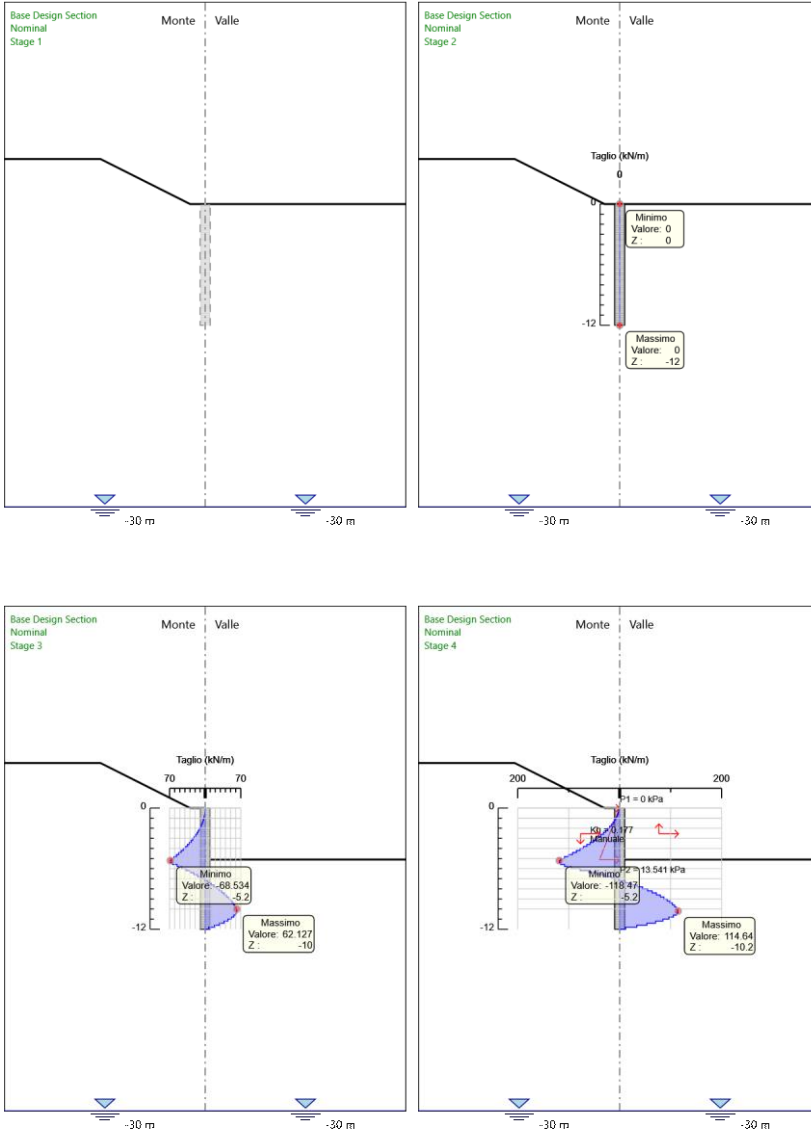 Base Design Section
Nominal
Stage 1
Monte Valle
-30 m
-30 m
Base Design Section
Nominal
Stage 2
Monte Valle
Taglio (kN/m)
0
0
Minimo
Valore: 0
Z : 0
-12
Massimo
Valore: 0
Z : -12
-30 m
-30 m
Base Design Section
Nominal
Stage 3
Monte Valle
Taglio (kN/m)
70 70
0
Minimo
Valore: -68.534
Z : -5.2
Massimo
Valore: 62.127
Z : -10
-12
-30 m
-30 m
Base Design Section
Nominal
Stage 4
Monte Valle
Taglio (kN/m)
200 200
P1 = 0 kPa
0
Kh = 0.177
Manuale
P2 = 13.541 kPa
Minimo
Valore: -118.47
Z : -5.2
Massimo
Valore: 114.64
Z : -10.2
-12
-30 m
-30 m